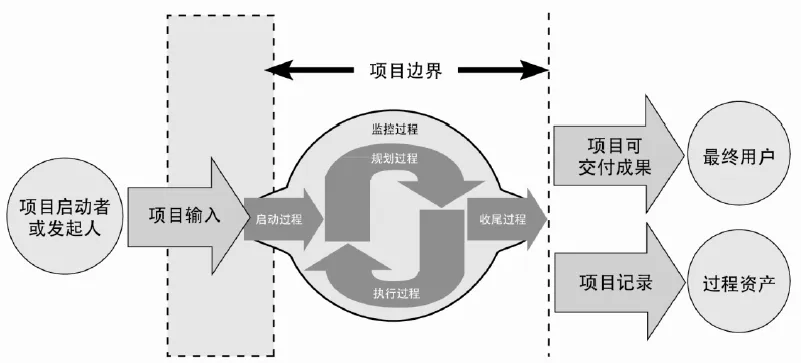 项目边界
监控过程
规划过程
项目启动者
或发起人
项目输入
启动过程
收尾过程
执行过程
项目可
交付成果
最终用户
项目记录
过程资产